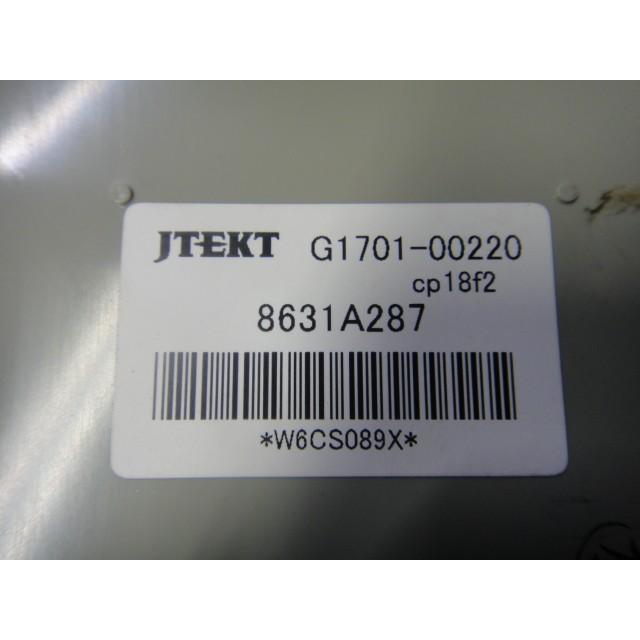 JTEKT G1701-00220
cp18f2
8631A287
*W6CS089X*